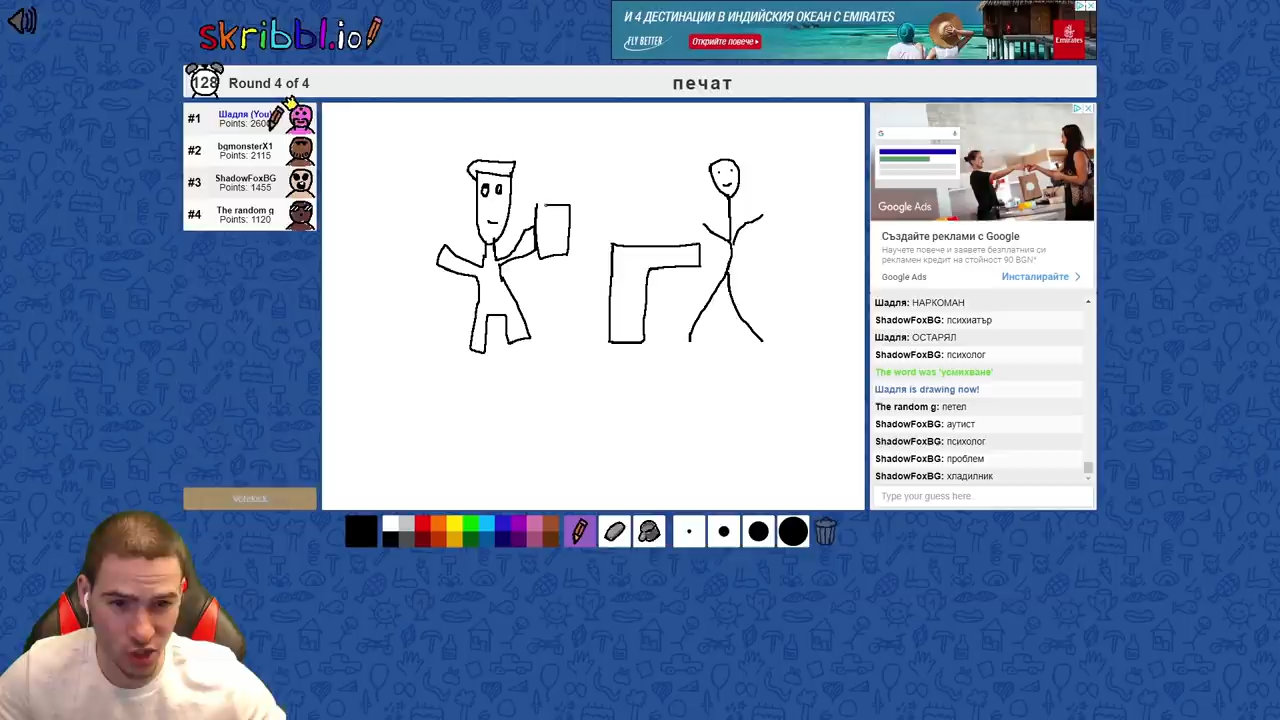 skribbl.io
И 4 ДЕСТИНАЦИИ В ИНДИЙСКИЯ ОКЕАН С EMIRATES
FLY BETTER
Открийте повече
Emirates
128
Round 4 of 4
печат
#1
Шадля (You)
Points: 2600
#2
bgmonsterX1
Points: 2115
#3
ShadowFoxBG
Points: 1455
#4
The random g
Points: 1120
Google Ads
Създайте реклами с Google
Научете повече и заявете безплатния си
рекламен кредит на стойност 90 BGN*
Google Ads
Инсталирайте
Шадля: НАРКОМАН
ShadowFoxBG: психиатър
Шадля: ОСТАРЯЛ
ShadowFoxBG: психолог
The word was 'усмихване'
Шадля is drawing now!
The random g: петел
ShadowFoxBG: аутист
ShadowFoxBG: психолог
ShadowFoxBG: проблем
ShadowFoxBG: хладилник
Type your guess here
Votekick